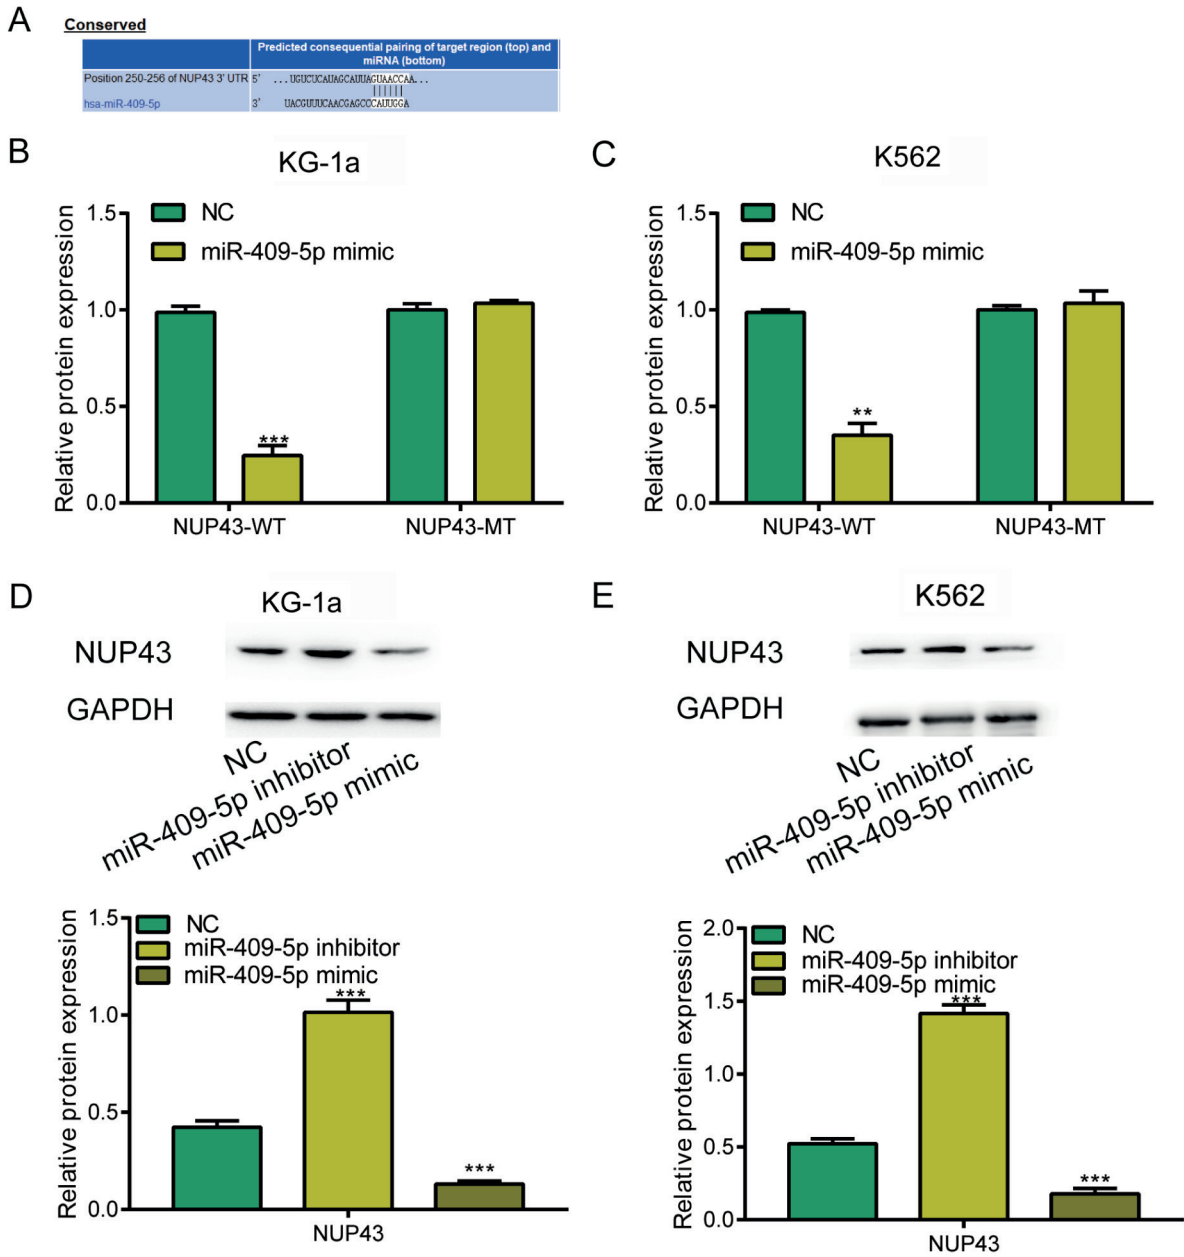 A
Conserved
Predicted consequential pairing of target region (top) and
miRNA (bottom)
Position 250-256 of NUP43 3' UTR 5' ...UGUCUCAUAGCAUUAGUAACCAA...
hsa-miR-409-5p 3' UACGUUUCAACGAGCCCAUUGGA
B
KG-1a
Relative protein expression
1.5
1.0
0.5
0.0
NC
miR-409-5p mimic
***
NUP43-WT
NUP43-MT
C
K562
Relative protein expression
1.5
1.0
0.5
0.0
NC
miR-409-5p mimic
**
NUP43-WT
NUP43-MT
D
KG-1a
NUP43
GAPDH
NC
miR-409-5p inhibitor
miR-409-5p mimic
Relative protein expression
1.5
1.0
0.5
0.0
NC
miR-409-5p inhibitor
miR-409-5p mimic
***
***
NUP43
E
K562
NUP43
GAPDH
NC
miR-409-5p inhibitor
miR-409-5p mimic
Relative protein expression
2.0
1.5
1.0
0.5
0.0
NC
miR-409-5p inhibitor
miR-409-5p mimic
***
***
NUP43